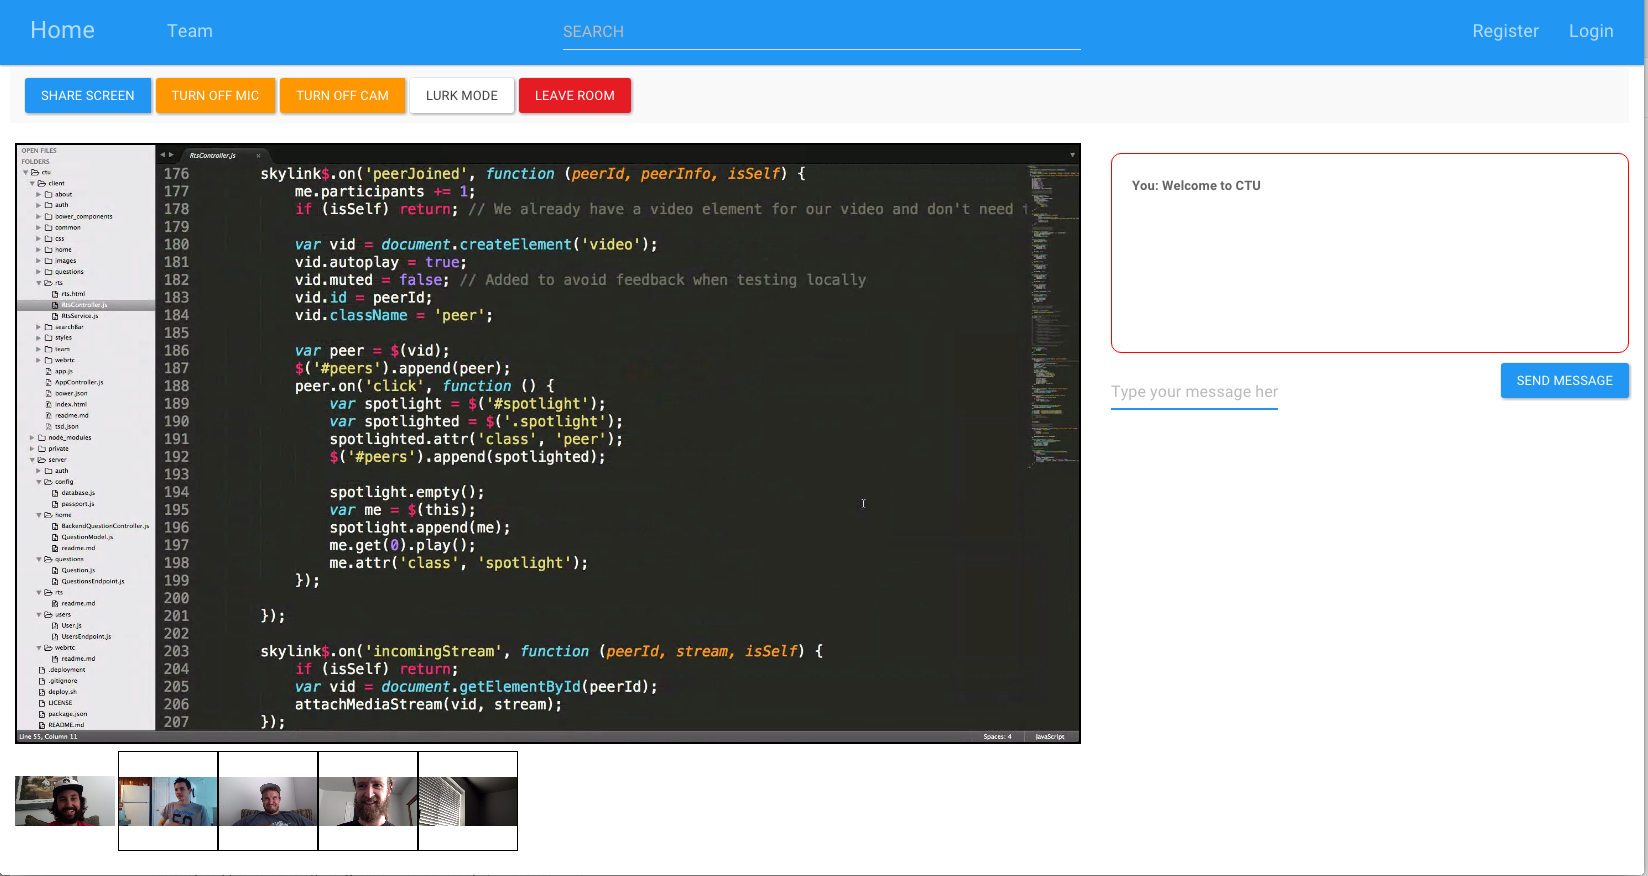 Home Team SEARCH Register Login
SHARE SCREEN TURN OFF MIC TURN OFF CAM LURK MODE LEAVE ROOM
OPEN FILES
FOLDERS
ctu
client
about
auth
bower_components
common
css
home
images
questions
rts
rts.html
RtsController.js
RtsService.js
searchBar
styles
team
webrtc
app.js
AppController.js
bower.json
index.html
readme.md
tsd.json
node_modules
private
server
auth
config
database.js
passport.js
home
BackendQuestionController.js
QuestionModel.js
readme.md
questions
Question.js
QuestionsEndpoint.js
rts
readme.md
users
User.js
UsersEndpoint.js
webrtc
readme.md
.deployment
.gitignore
deploy.sh
LICENSE
package.json
README.md
RtsController.js
176 skylink$.on('peerJoined', function (peerId, peerInfo, isSelf) {
177 me.participants += 1;
178 if (isSelf) return; // We already have a video element for our video and don't need
179
180 var vid = document.createElement('video');
181 vid.autoplay = true;
182 vid.muted = false; // Added to avoid feedback when testing locally
183 vid.id = peerId;
184 vid.className = 'peer';
185
186 var peer = $(vid);
187 $('#peers').append(peer);
188 peer.on('click', function () {
189 var spotlight = $('#spotlight');
190 var spotlighted = $('.spotlight');
191 spotlighted.attr('class', 'peer');
192 $('#peers').append(spotlighted);
193
194 spotlight.empty();
195 var me = $(this);
196 spotlight.append(me);
197 me.get(0).play();
198 me.attr('class', 'spotlight');
199 });
200
201 });
202
203 skylink$.on('incomingStream', function (peerId, stream, isSelf) {
204 if (isSelf) return;
205 var vid = document.getElementById(peerId);
206 attachMediaStream(vid, stream);
207 });
Line 55, Column 11 Spaces: 4 JavaScript
You: Welcome to CTU
Type your message her
SEND MESSAGE